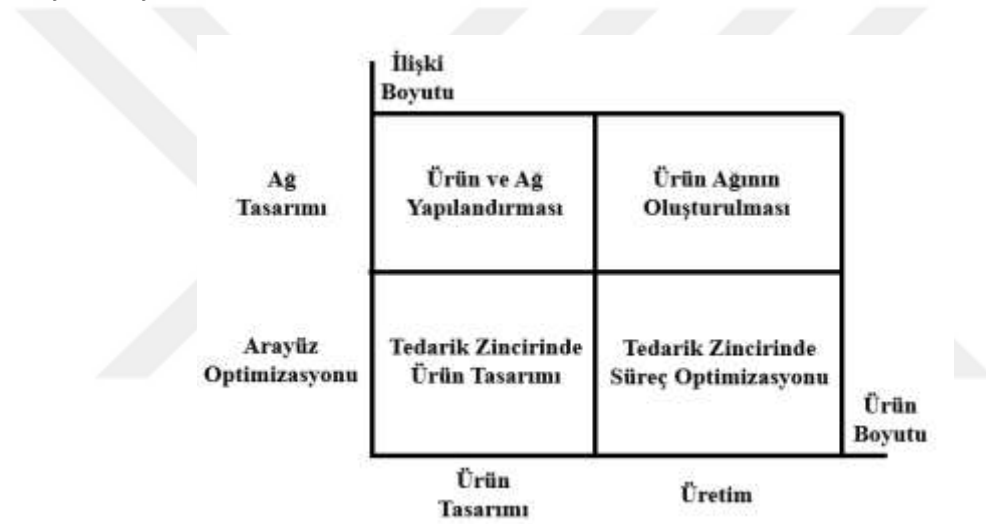 İlişki
Boyutu
Ağ
Tasarımı
Ürün ve Ağ
Yapılandırması
Ürün Ağının
Oluşturulması
Arayüz
Optimizasyonu
Tedarik Zincirinde
Ürün Tasarımı
Tedarik Zincirinde
Süreç Optimizasyonu
Ürün
Boyutu
Ürün
Tasarımı
Üretim